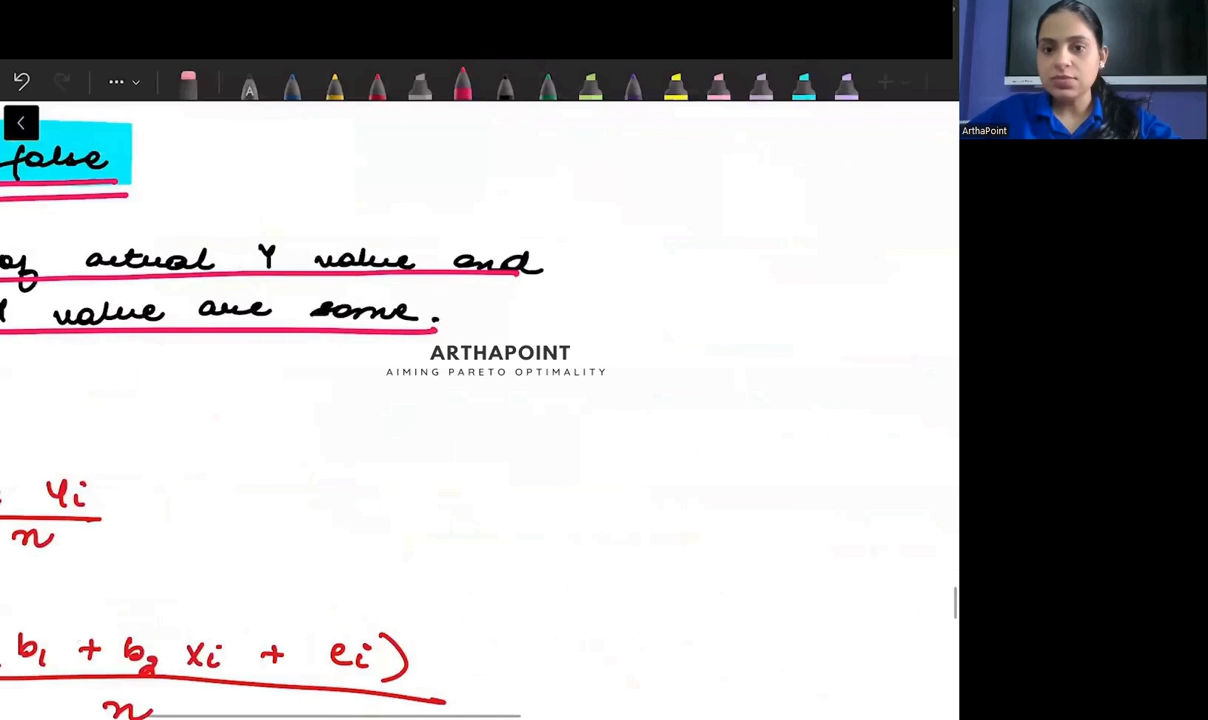 A
ArthaPoint
false
of actual Y value and
value are same.
ARTHAPOINT
AIMING PARETO OPTIMALITY
Yi
n
b1 + b2 xi + ei)
n